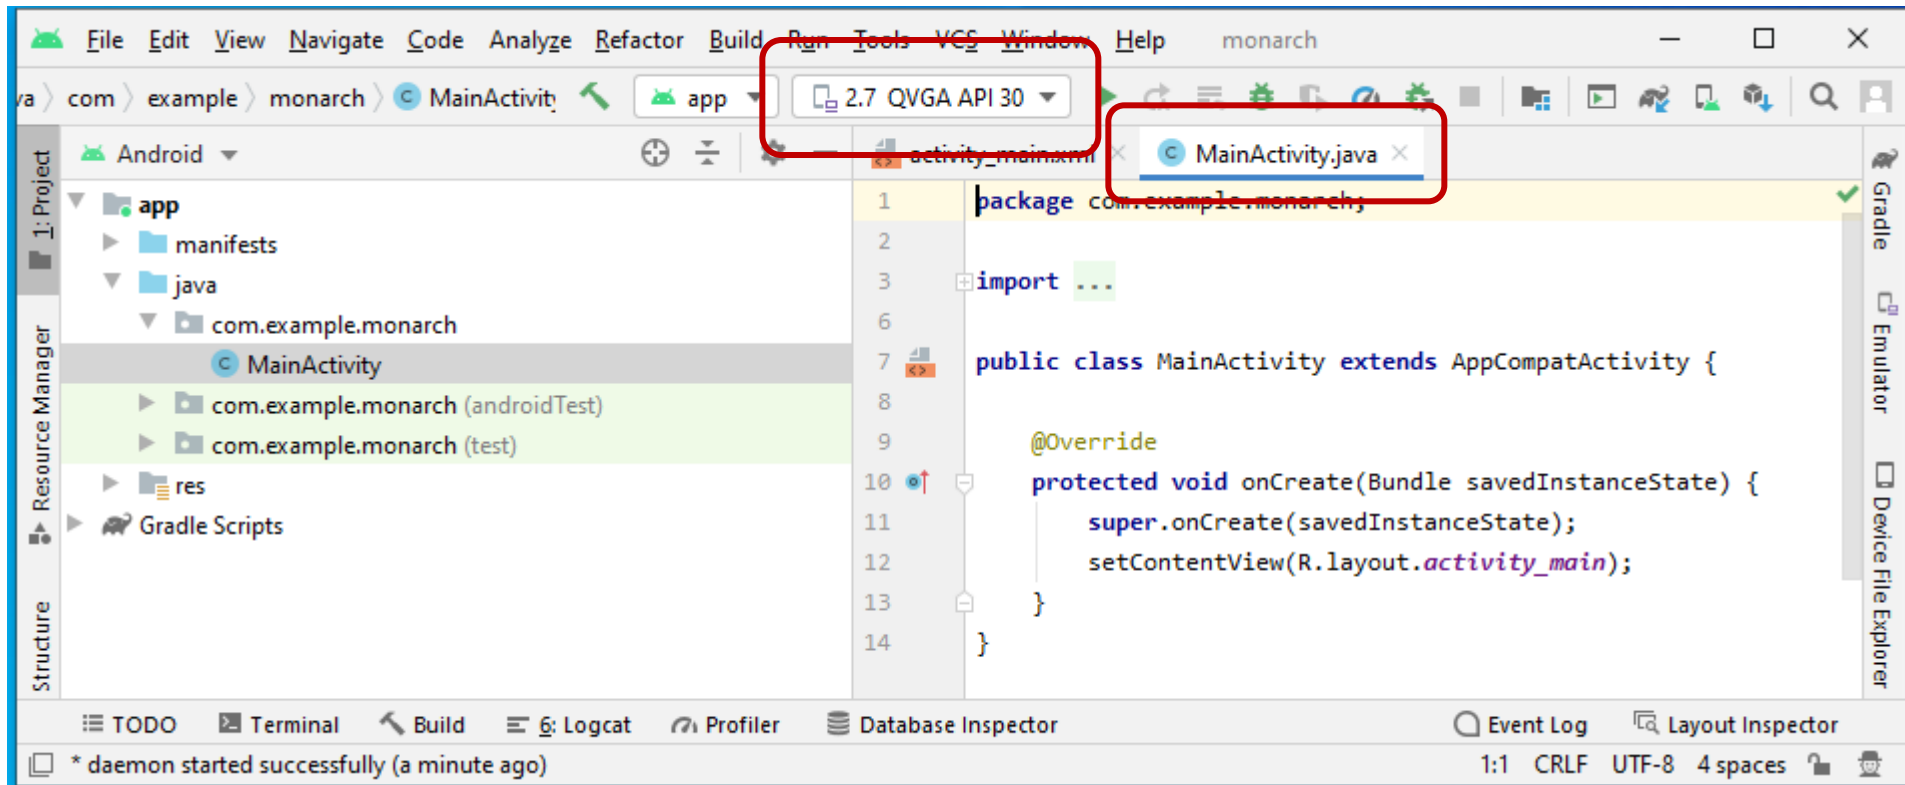 File Edit View Navigate Code Analyze Refactor Build Run Tools VCS Window Help monarch
va com example monarch C MainActivity app 2.7 QVGA API 30
Android
activity_main.xml
C MainActivity.java
1: Project
Resource Manager
Structure
app
manifests
java
com.example.monarch
C MainActivity
com.example.monarch (androidTest)
com.example.monarch (test)
res
Gradle Scripts
1 package com.example.monarch;
2
3 import ...
6
7 public class MainActivity extends AppCompatActivity {
8
9 @Override
10 protected void onCreate(Bundle savedInstanceState) {
11 super.onCreate(savedInstanceState);
12 setContentView(R.layout.activity_main);
13 }
14 }
Gradle
Emulator
Device File Explorer
TODO Terminal Build 6: Logcat Profiler Database Inspector Event Log Layout Inspector
* daemon started successfully (a minute ago) 1:1 CRLF UTF-8 4 spaces